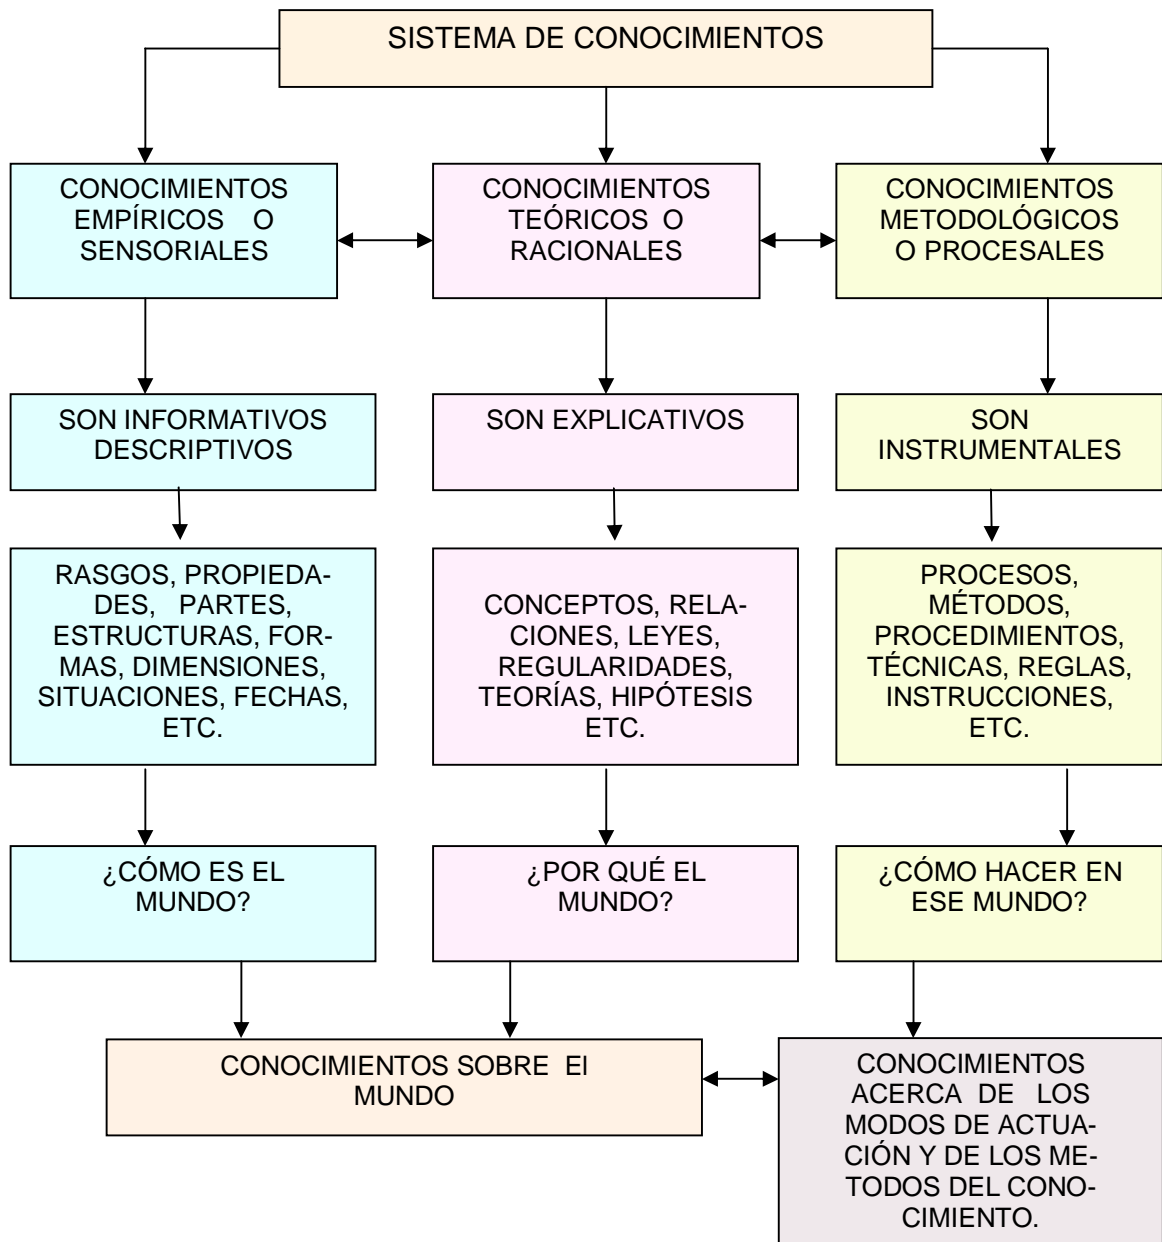 SISTEMA DE CONOCIMIENTOS
CONOCIMIENTOS
EMPÍRICOS O
SENSORIALES
CONOCIMIENTOS
TEÓRICOS O
RACIONALES
CONOCIMIENTOS
METODOLÓGICOS
O PROCESALES
SON INFORMATIVOS
DESCRIPTIVOS
SON EXPLICATIVOS
SON
INSTRUMENTALES
RASGOS, PROPIEDA-
DES, PARTES,
ESTRUCTURAS, FOR-
MAS, DIMENSIONES,
SITUACIONES, FECHAS,
ETC.
CONCEPTOS, RELA-
CIONES, LEYES,
REGULARIDADES,
TEORÍAS, HIPÓTESIS
ETC.
PROCESOS,
MÉTODOS,
PROCEDIMIENTOS,
TÉCNICAS, REGLAS,
INSTRUCCIONES,
ETC.
¿CÓMO ES EL
MUNDO?
¿POR QUÉ EL
MUNDO?
¿CÓMO HACER EN
ESE MUNDO?
CONOCIMIENTOS SOBRE El
MUNDO
CONOCIMIENTOS
ACERCA DE LOS
MODOS DE ACTUA-
CIÓN Y DE LOS ME-
TODOS DEL CONO-
CIMIENTO.